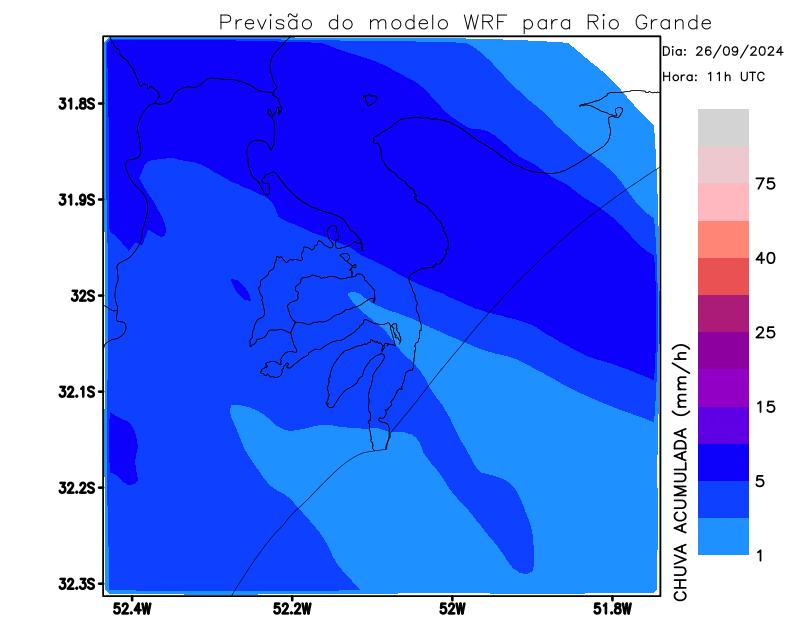 Previsão do modelo WRF para Rio Grande
Dia: 26/09/2024
Hora: 11h UTC
31.8S
31.9S
32S
32.1S
32.2S
32.3S
52.4W
52.2W
52W
51.8W
75
40
25
15
5
1
CHUVA ACUMULADA (mm/h)